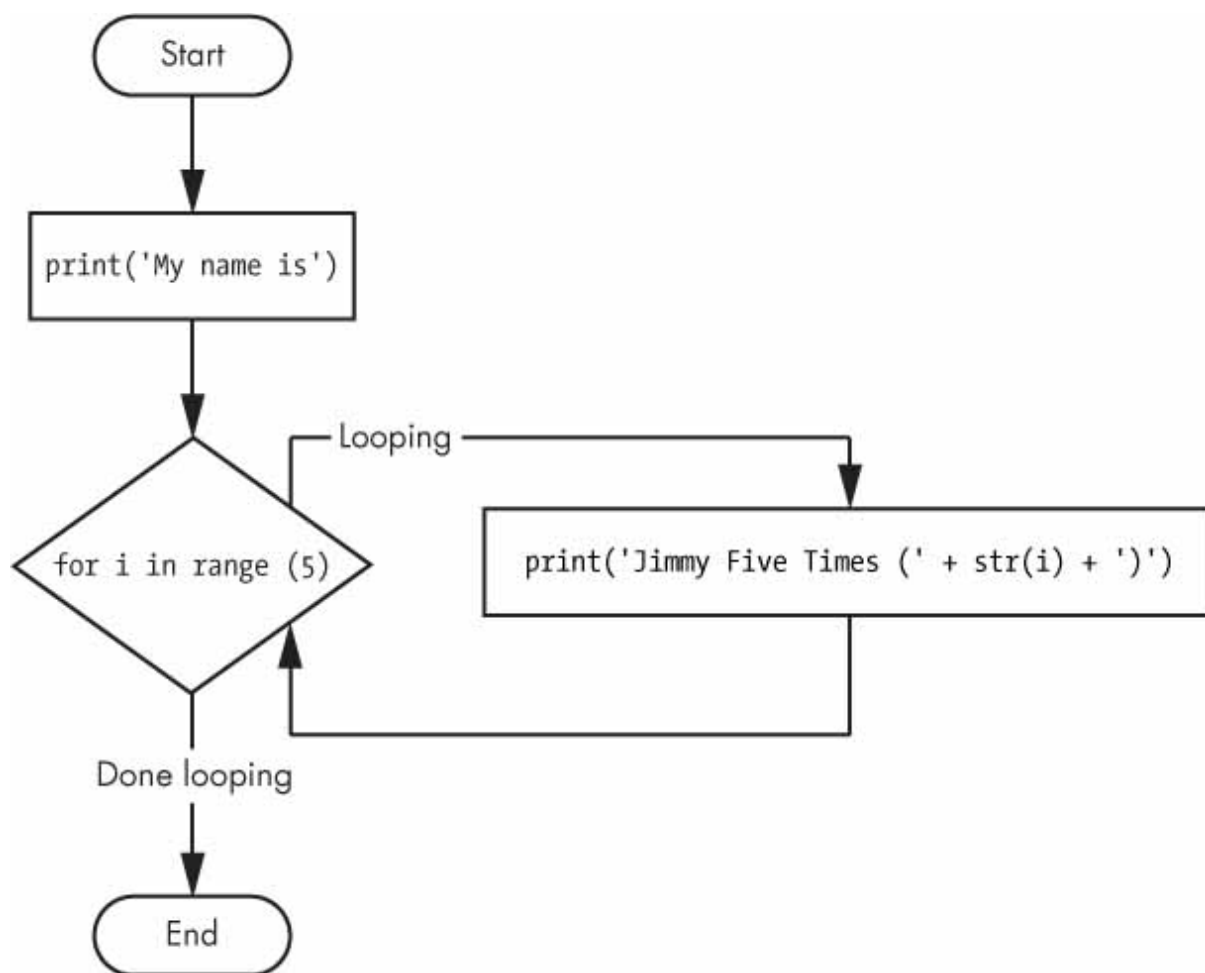 Start
print('My name is')
Looping
for i in range (5)
print('Jimmy Five Times (' + str(i) + ')')
Done looping
End